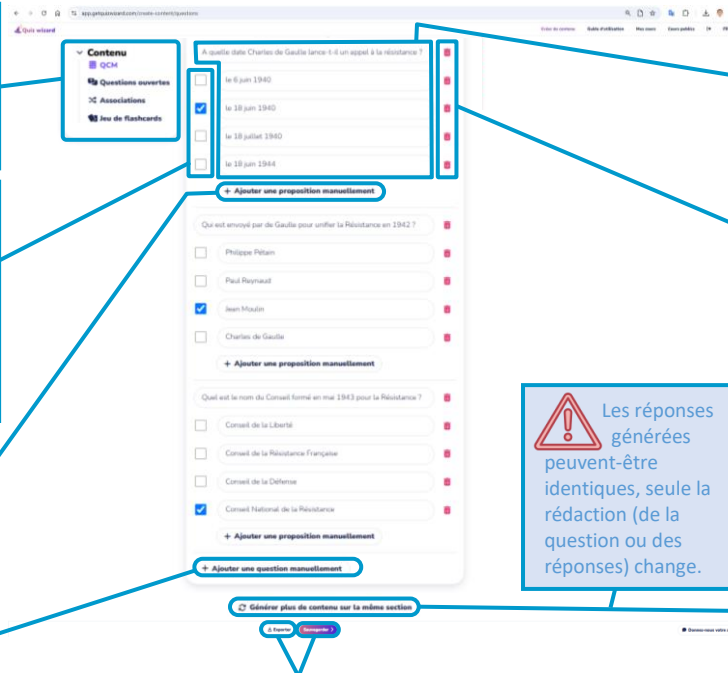 app.getquizwizard.com/create-content/questions
Quiz wizard
Créer du contenu Guide d'utilisation Mes cours Cours publics FR
Contenu
QCM
Questions ouvertes
Associations
Jeu de flashcards
A quelle date Charles de Gaulle lance-t-il un appel à la résistance ?
le 6 juin 1940
le 18 juin 1940
le 18 juillet 1940
le 18 juin 1944
+ Ajouter une proposition manuellement
Qui est envoyé par de Gaulle pour unifier la Résistance en 1942 ?
Philippe Pétain
Paul Reynaud
Jean Moulin
Charles de Gaulle
+ Ajouter une proposition manuellement
Quel est le nom du Conseil formé en mai 1943 pour la Résistance ?
Conseil de la Liberté
Conseil de la Résistance Française
Conseil de la Défense
Conseil National de la Résistance
+ Ajouter une proposition manuellement
+ Ajouter une question manuellement
Générer plus de contenu sur la même section
Exporter Sauvegarder
Donnez-nous votre
Les réponses
générées
peuvent-être
identiques, seule la
rédaction (de la
question ou des
réponses) change.